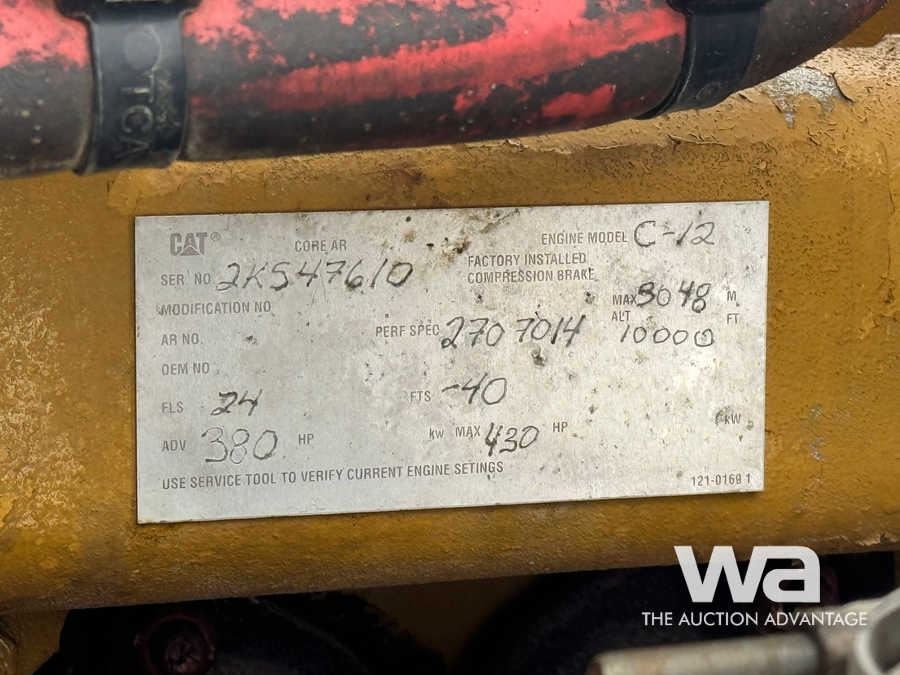 TCA
CAT® CORE AR ENGINE MODEL C-12
SER. NO. 2KS47610 FACTORY INSTALLED
COMPRESSION BRAKE
MODIFICATION NO. MAX 3048 M
AR NO. PERF SPEC 2707014 ALT 10000 FT
OEM NO
FLS 24 FTS -40
ADV 380 HP kW MAX 430 HP kW
USE SERVICE TOOL TO VERIFY CURRENT ENGINE SETINGS
121-0169 1
wa
THE AUCTION ADVANTAGE